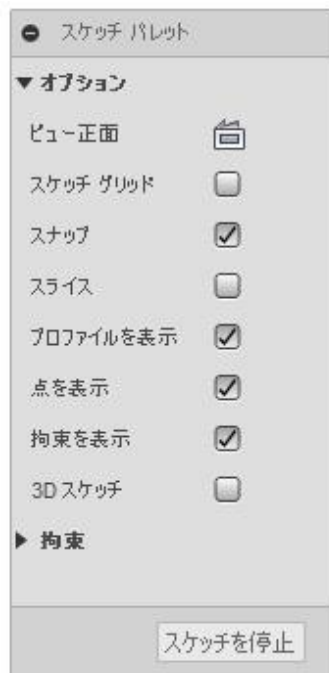 スケッチ パレット
オプション
ビュー正面
スケッチ グリッド
スナップ
スライス
プロファイルを表示
点を表示
拘束を表示
3D スケッチ
拘束
スケッチを停止